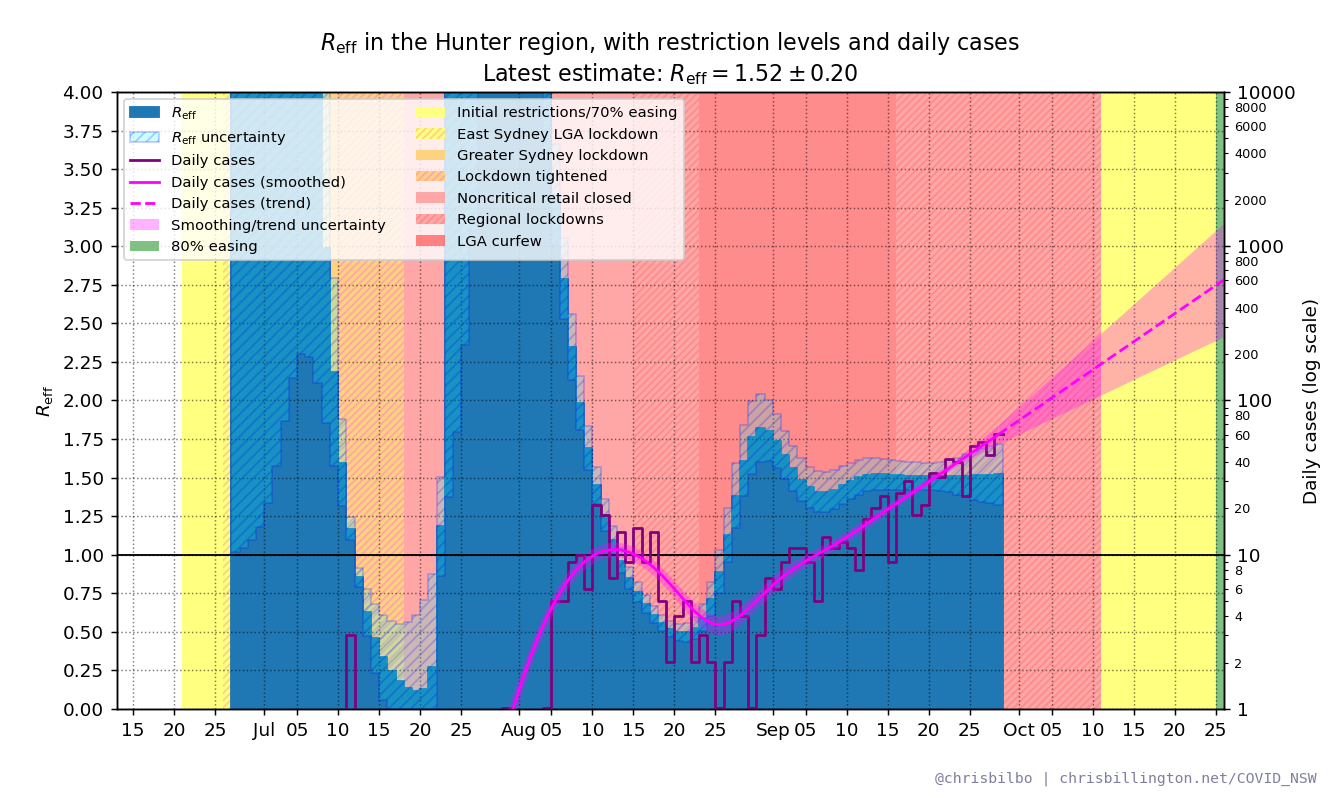 Reff in the Hunter region, with restriction levels and daily cases
Latest estimate: Reff = 1.52 ± 0.20
Reff
Reff uncertainty
Daily cases
Daily cases (smoothed)
Daily cases (trend)
Smoothing/trend uncertainty
80% easing
Initial restrictions/70% easing
East Sydney LGA lockdown
Greater Sydney lockdown
Lockdown tightened
Noncritical retail closed
Regional lockdowns
LGA curfew
Reff
4.00
3.75
3.50
3.25
3.00
2.75
2.50
2.25
2.00
1.75
1.50
1.25
1.00
0.75
0.50
0.25
0.00
15 20 25 Jul 05 10 15 20 25 Aug 05 10 15 20 25 Sep 05 10 15 20 25 Oct 05 10 15 20 25
10000
8000
6000
4000
2000
1000
800
600
400
200
100
80
60
40
20
10
8
6
4
2
1
Daily cases (log scale)
@chrisbilbo | chrisbillington.net/COVID_NSW